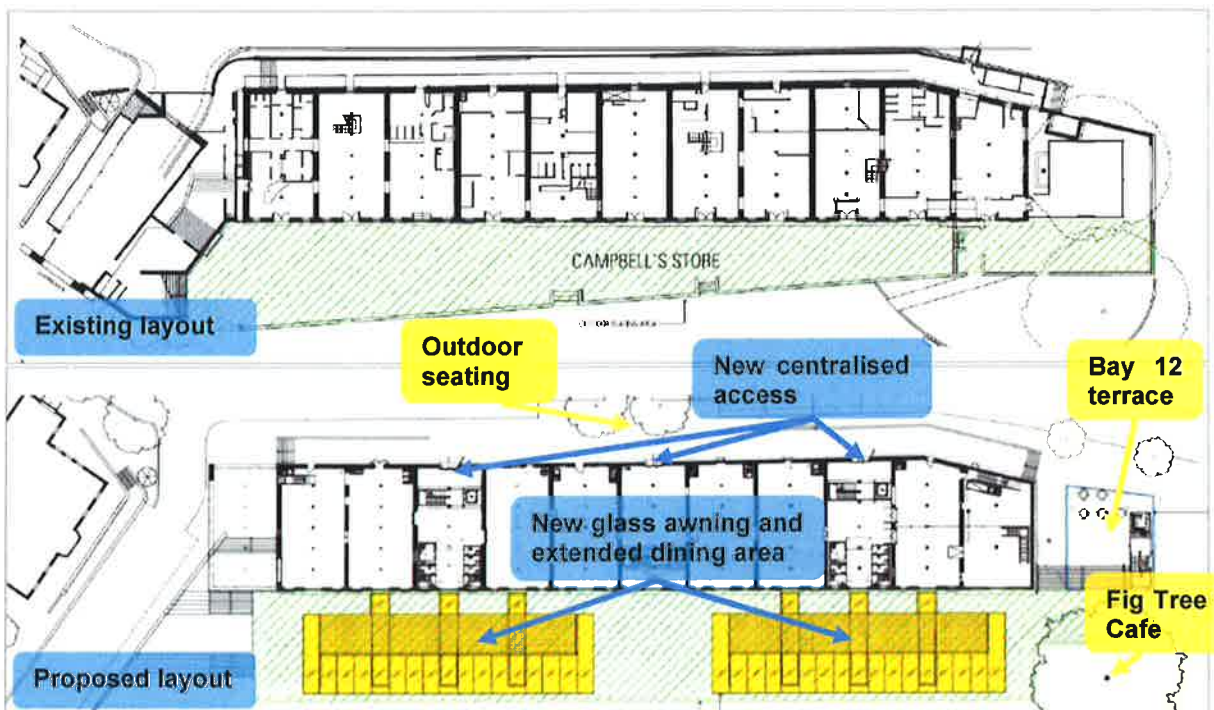 CAMPBELL'S STORE
Existing layout
Outdoor
seating
New centralised
access
Bay 12
terrace
New glass awning and
extended dining area
Fig Tree
Cafe
Proposed layout